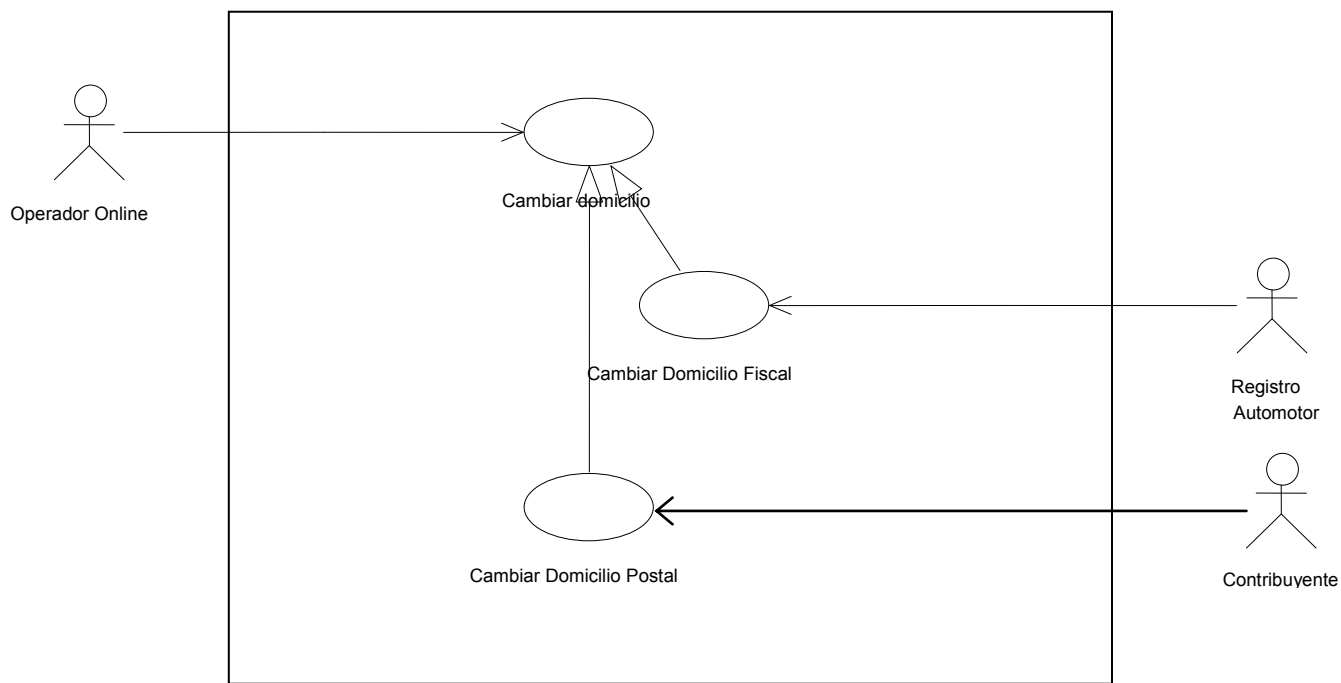 Operador Online
Cambiar domicilio
Cambiar Domicilio Fiscal
Registro
Automotor
Cambiar Domicilio Postal
Contribuyente